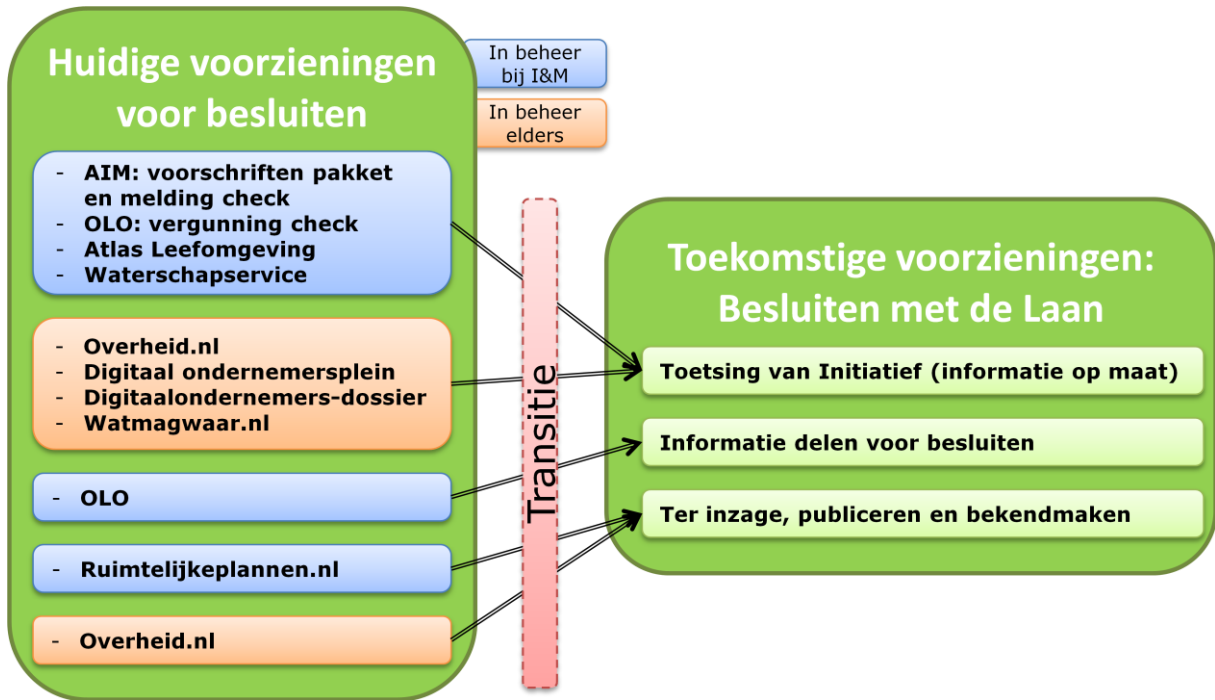 Huidige voorzieningen
voor besluiten
In beheer
bij I&M
In beheer
elders
- AIM: voorschriften pakket
en melding check
- OLO: vergunning check
- Atlas Leefomgeving
- Waterschapservice
- Overheid.nl
- Digitaal ondernemersplein
- Digitaalondernemers-dossier
- Watmagwaar.nl
- OLO
- Ruimtelijkeplannen.nl
- Overheid.nl
Transitie
Toekomstige voorzieningen:
Besluiten met de Laan
Toetsing van Initiatief (informatie op maat)
Informatie delen voor besluiten
Ter inzage, publiceren en bekendmaken